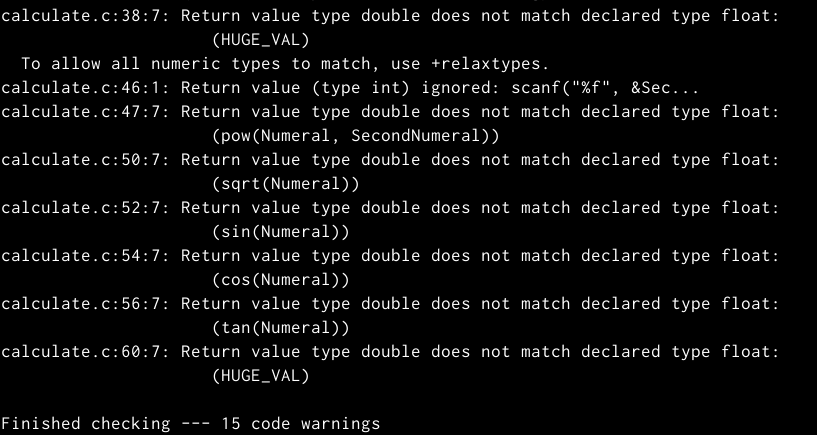 calculate.c:38:7: Return value type double does not match declared type float:
(HUGE_VAL)
To allow all numeric types to match, use +relaxtypes.
calculate.c:46:1: Return value (type int) ignored: scanf("%f", &Sec...
calculate.c:47:7: Return value type double does not match declared type float:
(pow(Numeral, SecondNumeral))
calculate.c:50:7: Return value type double does not match declared type float:
(sqrt(Numeral))
calculate.c:52:7: Return value type double does not match declared type float:
(sin(Numeral))
calculate.c:54:7: Return value type double does not match declared type float:
(cos(Numeral))
calculate.c:56:7: Return value type double does not match declared type float:
(tan(Numeral))
calculate.c:60:7: Return value type double does not match declared type float:
(HUGE_VAL)
Finished checking --- 15 code warnings